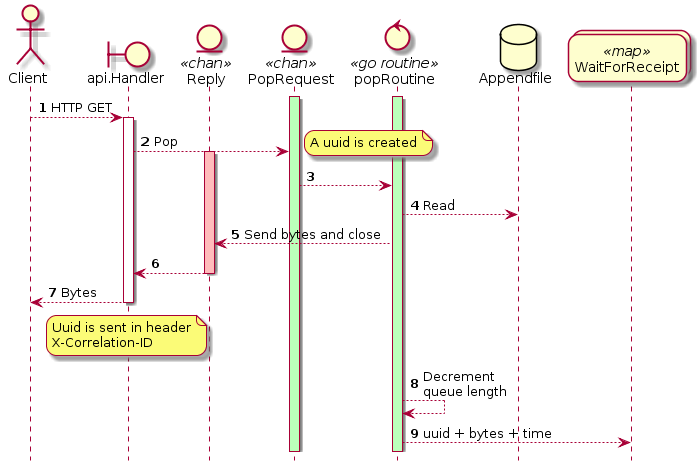 Client
api.Handler
«chan»
Reply
«chan»
PopRequest
«go routine»
popRoutine
Appendfile
«map»
WaitForReceipt
1 HTTP GET
2 Pop
A uuid is created
3
4 Read
5 Send bytes and close
6
7 Bytes
Uuid is sent in header
X-Correlation-ID
8 Decrement
queue length
9 uuid + bytes + time